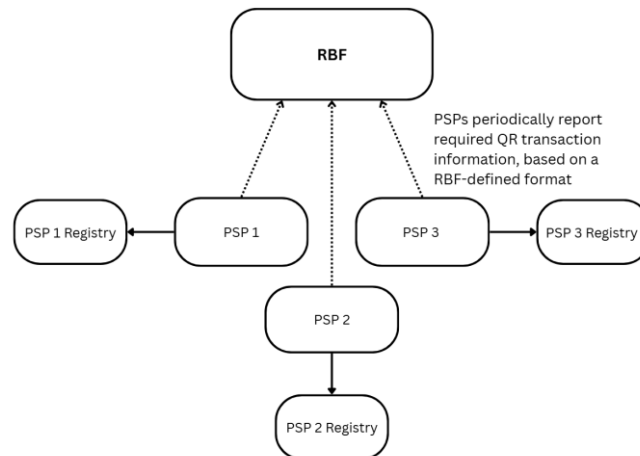 RBF
PSPs periodically report
required QR transaction
information, based on a
RBF-defined format
PSP 1 Registry
PSP 1
PSP 3
PSP 3 Registry
PSP 2
PSP 2 Registry